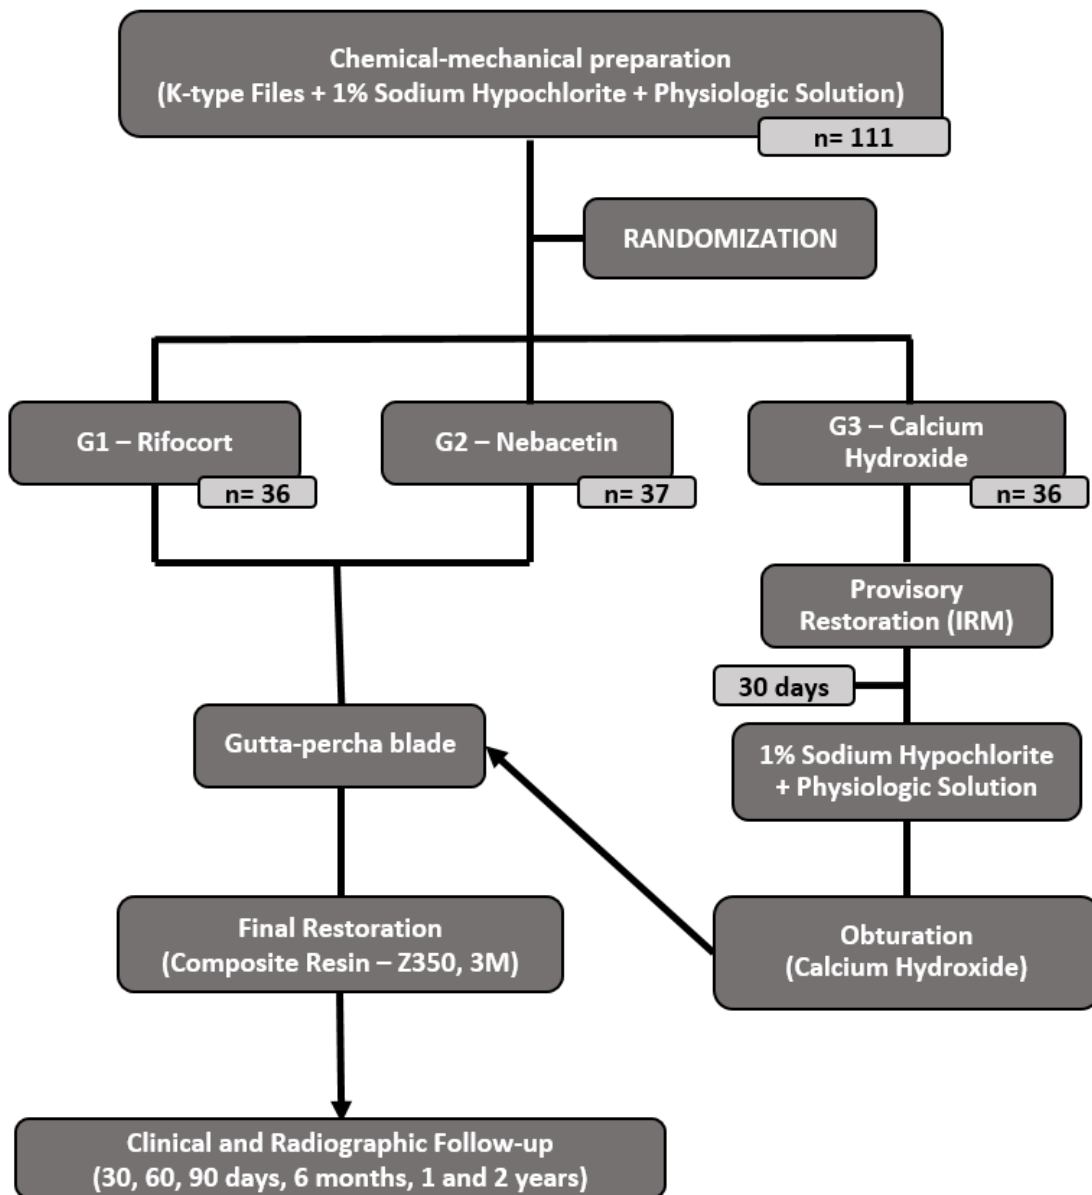 Chemical-mechanical preparation
(K-type Files + 1% Sodium Hypochlorite + Physiologic Solution)
n= 111
RANDOMIZATION
G1 – Rifocort
n= 36
G2 – Nebacetin
n= 37
G3 – Calcium
Hydroxide
n= 36
Provisory
Restoration (IRM)
30 days
1% Sodium Hypochlorite
+ Physiologic Solution
Obturation
(Calcium Hydroxide)
Gutta-percha blade
Final Restoration
(Composite Resin – Z350, 3M)
Clinical and Radiographic Follow-up
(30, 60, 90 days, 6 months, 1 and 2 years)